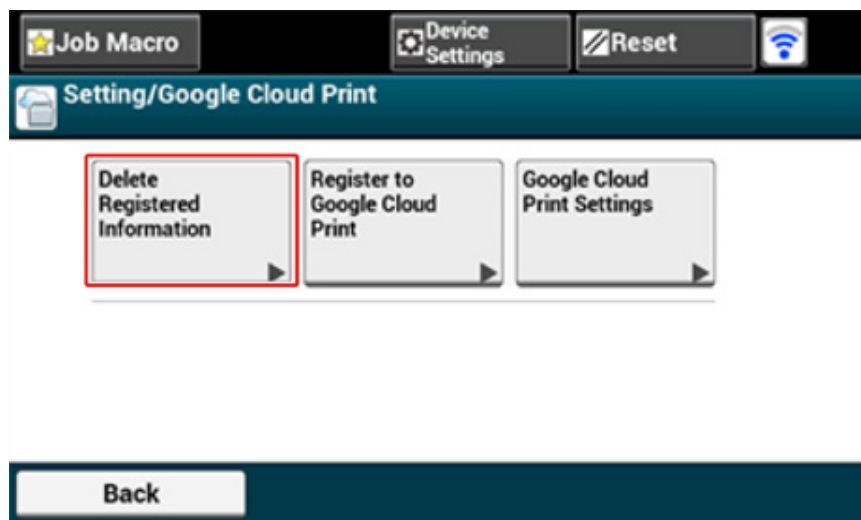 Job Macro
Device
Settings
Reset
Setting/Google Cloud Print
Delete
Registered
Information
Register to
Google Cloud
Print
Google Cloud
Print Settings
Back